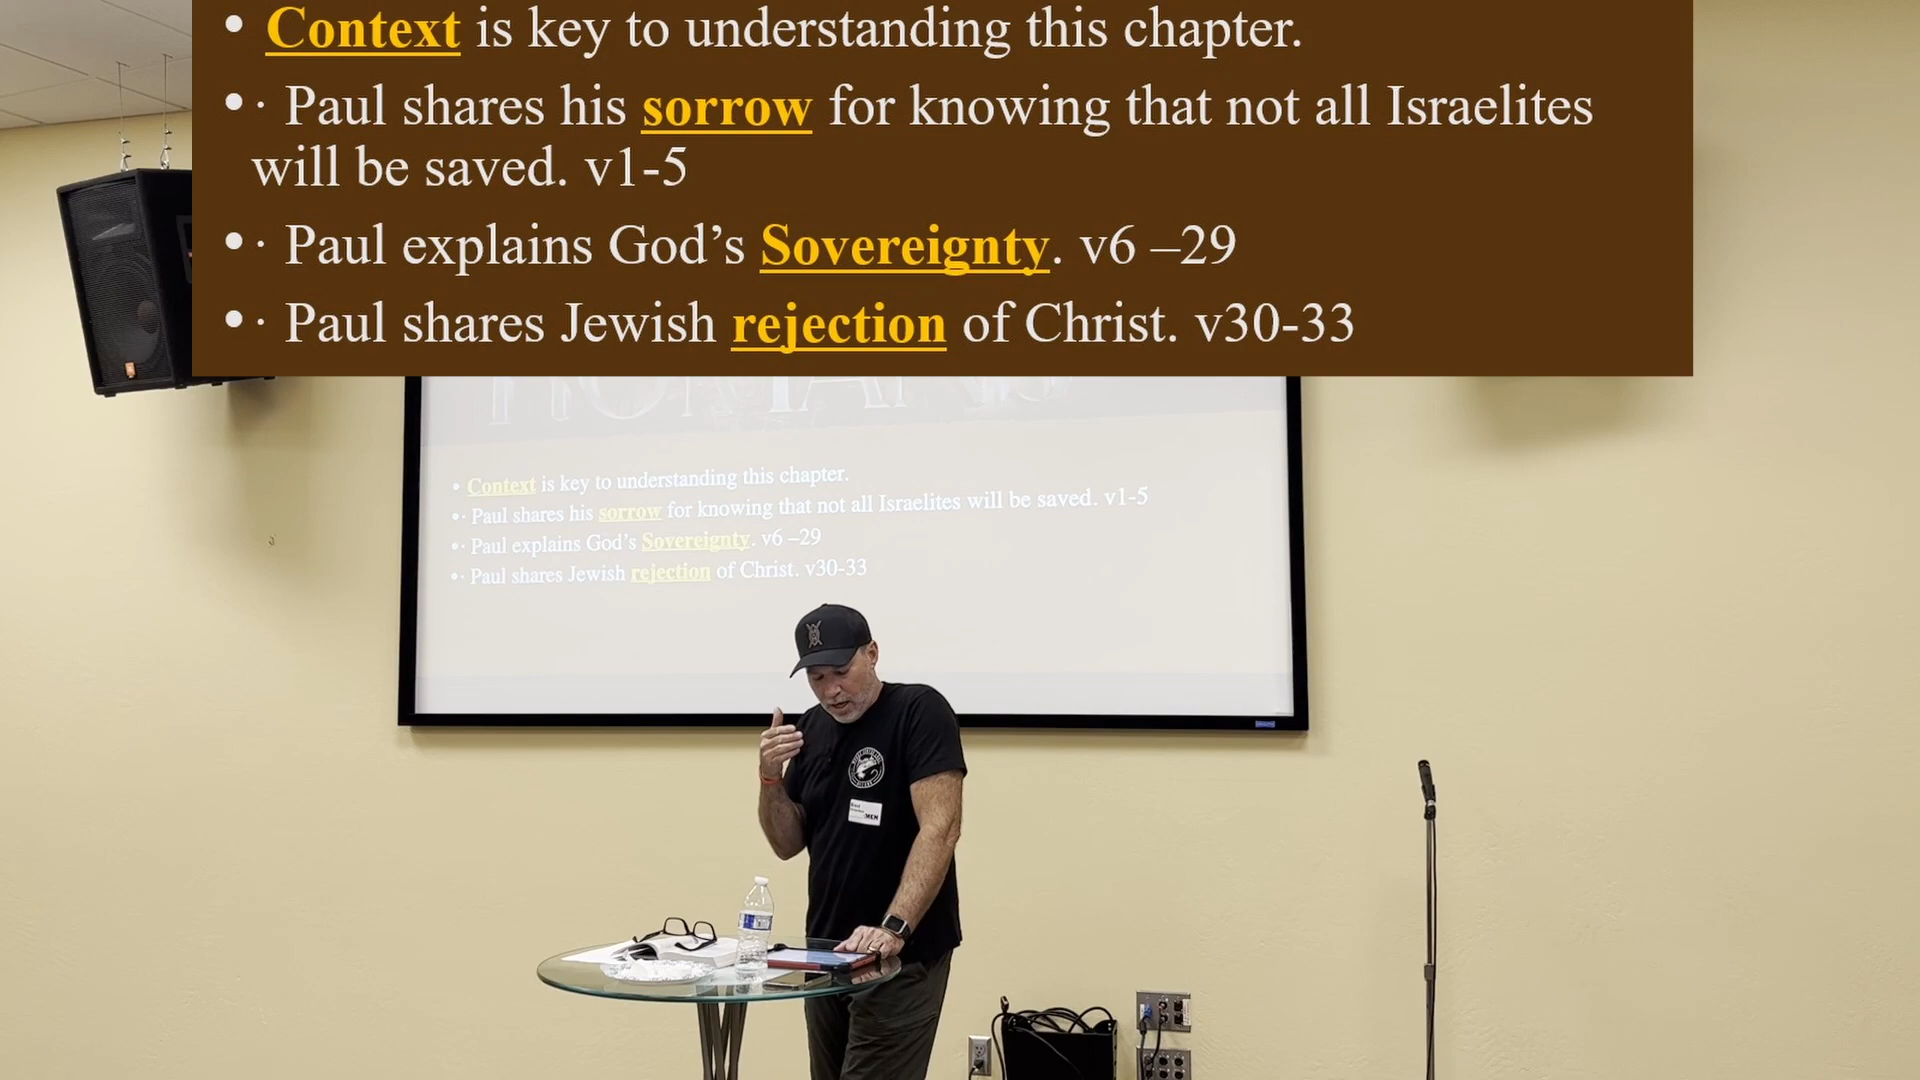 • Context is key to understanding this chapter.
• · Paul shares his sorrow for knowing that not all Israelites
will be saved. v1-5
• · Paul explains God’s Sovereignty. v6 –29
• · Paul shares Jewish rejection of Christ. v30-33
ROMANS
• Context is key to understanding this chapter.
•· Paul shares his sorrow for knowing that not all Israelites will be saved. v1-5
•· Paul explains God’s Sovereignty. v6 –29
•· Paul shares Jewish rejection of Christ. v30-33
MEN